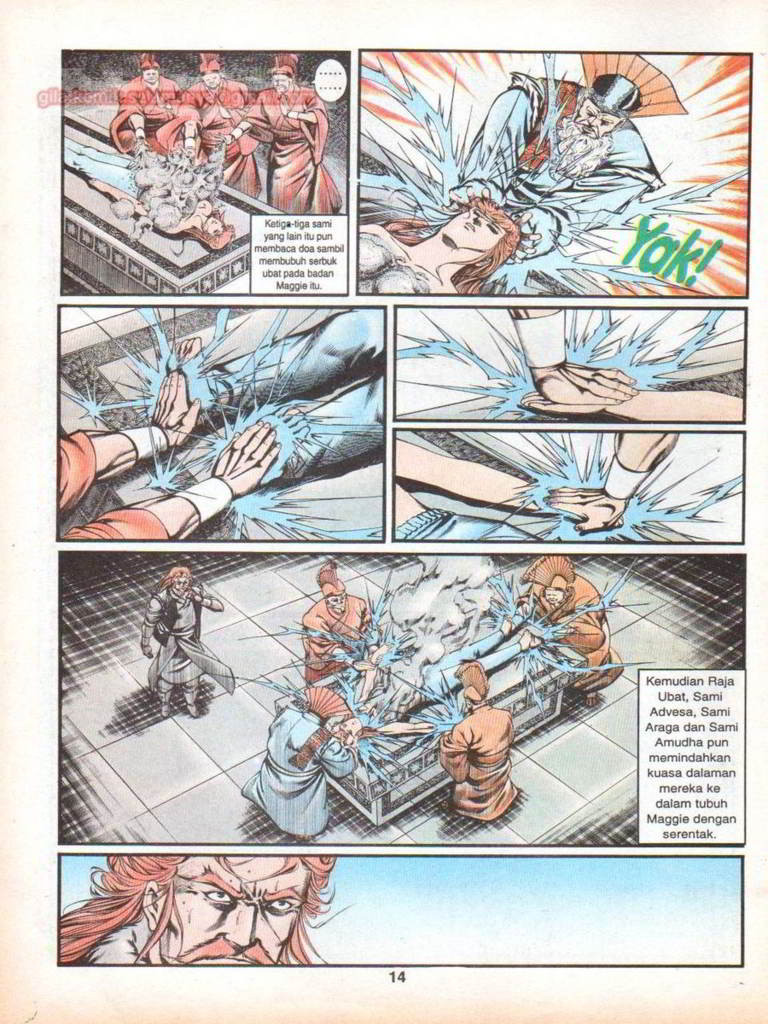 .....
Ketiga-tiga sami
yang lain itu pun
membaca doa sambil
membubuh serbuk
ubat pada badan
Maggie itu.
Yak!
Kemudian Raja
Ubat, Sami
Advesa, Sami
Araga dan Sami
Amudha pun
memindahkan
kuasa dalaman
mereka ke
dalam tubuh
Maggie dengan
serentak.
14